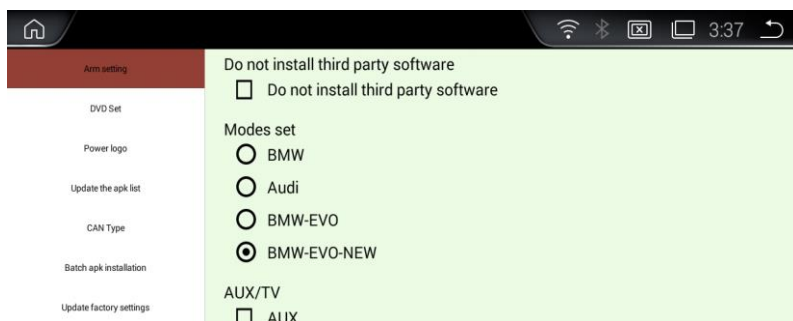 3:37
Arm setting
DVD Set
Power logo
Update the apk list
CAN Type
Batch apk installation
Update factory settings
Do not install third party software
Do not install third party software
Modes set
BMW
Audi
BMW-EVO
BMW-EVO-NEW
AUX/TV
AUX